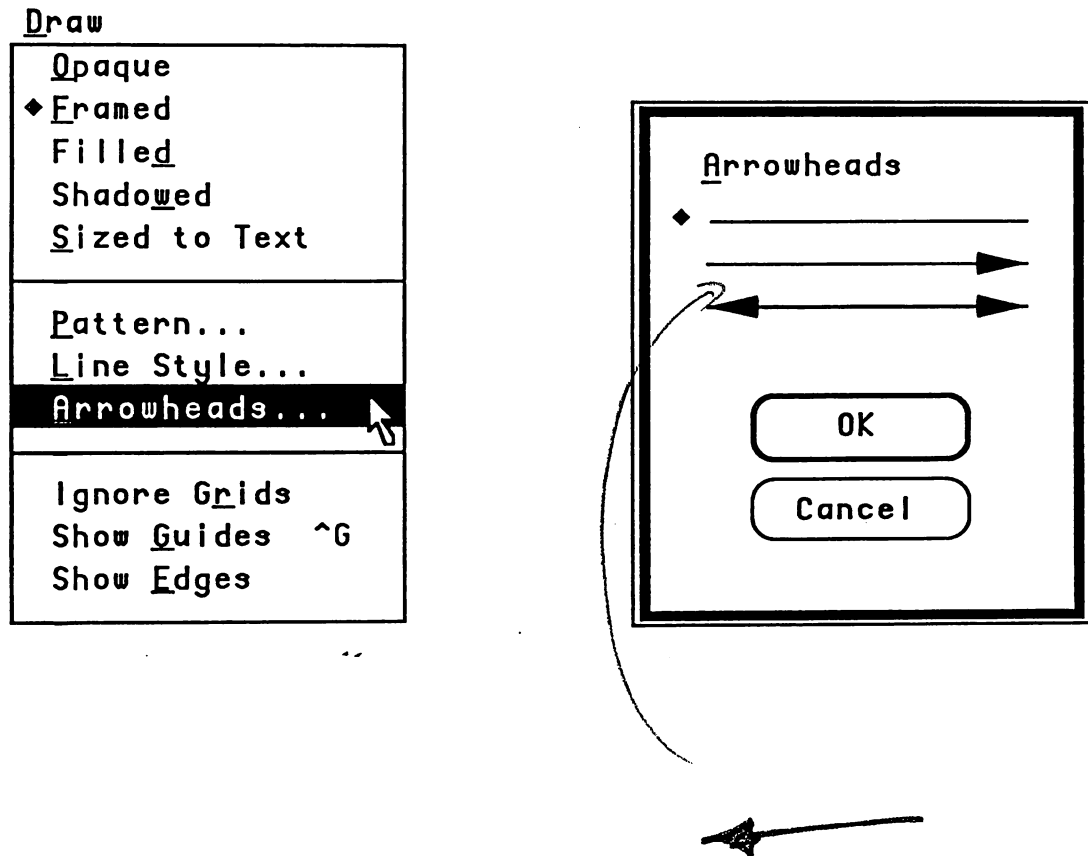 Draw
Opaque
Framed
Filled
Shadowed
Sized to Text
Pattern...
Line Style...
Arrowheads...
Ignore Grids
Show Guides ^G
Show Edges
Arrowheads
OK
Cancel